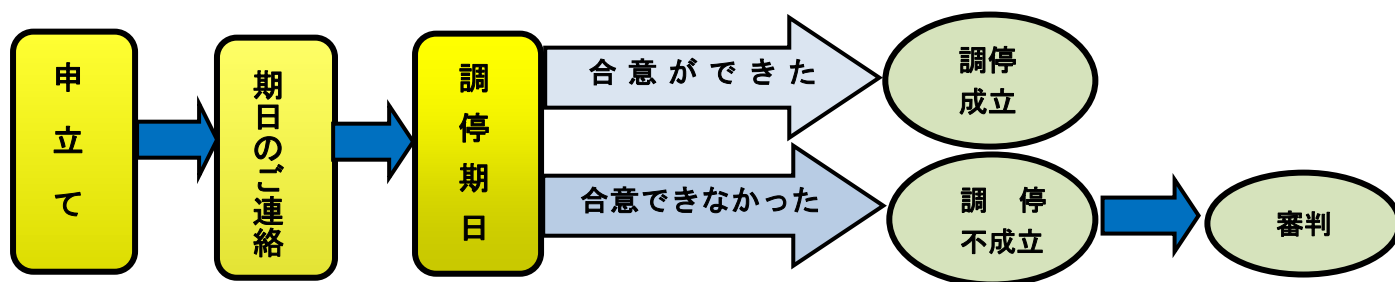 申立て
期日のご連絡
調停期日
合意ができた
調停
成立
合意できなかった
調　停
不成立
審判